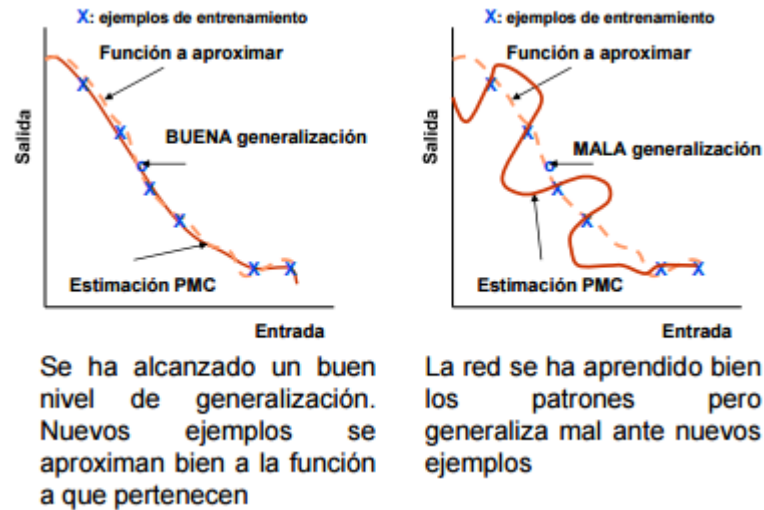 X: ejemplos de entrenamiento
Función a aproximar
BUENA generalización
Salida
Estimación PMC
Entrada
Se ha alcanzado un buen
nivel de generalización.
Nuevos ejemplos se
aproximan bien a la función
a que pertenecen
X: ejemplos de entrenamiento
Función a aproximar
MALA generalización
Salida
Estimación PMC
Entrada
La red se ha aprendido bien
los patrones pero
generaliza mal ante nuevos
ejemplos